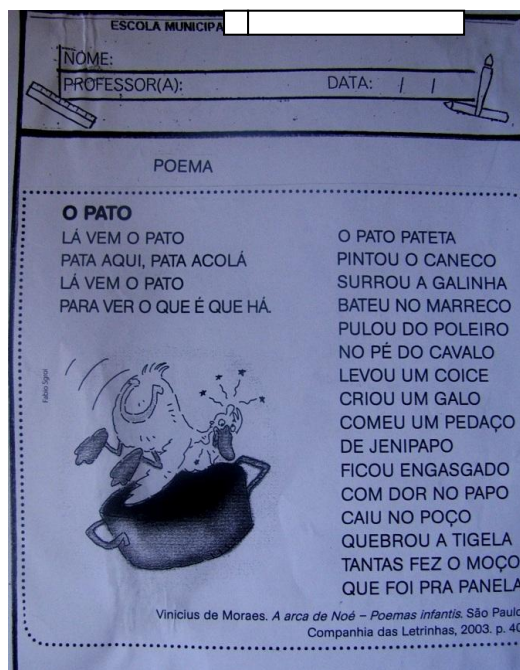 ESCOLA MUNICIPA
NOME:
PROFESSOR(A): DATA: / /
POEMA
O PATO
LÁ VEM O PATO
PATA AQUI, PATA ACOLÁ
LÁ VEM O PATO
PARA VER O QUE É QUE HÁ.
Fabio Sgroi
O PATO PATETA
PINTOU O CANECO
SURROU A GALINHA
BATEU NO MARRECO
PULOU DO POLEIRO
NO PÉ DO CAVALO
LEVOU UM COICE
CRIOU UM GALO
COMEU UM PEDAÇO
DE JENIPAPO
FICOU ENGASGADO
COM DOR NO PAPO
CAIU NO POÇO
QUEBROU A TIGELA
TANTAS FEZ O MOÇO
QUE FOI PRA PANELA
Vinicius de Moraes. A arca de Noé – Poemas infantis. São Paulo
Companhia das Letrinhas, 2003. p. 40